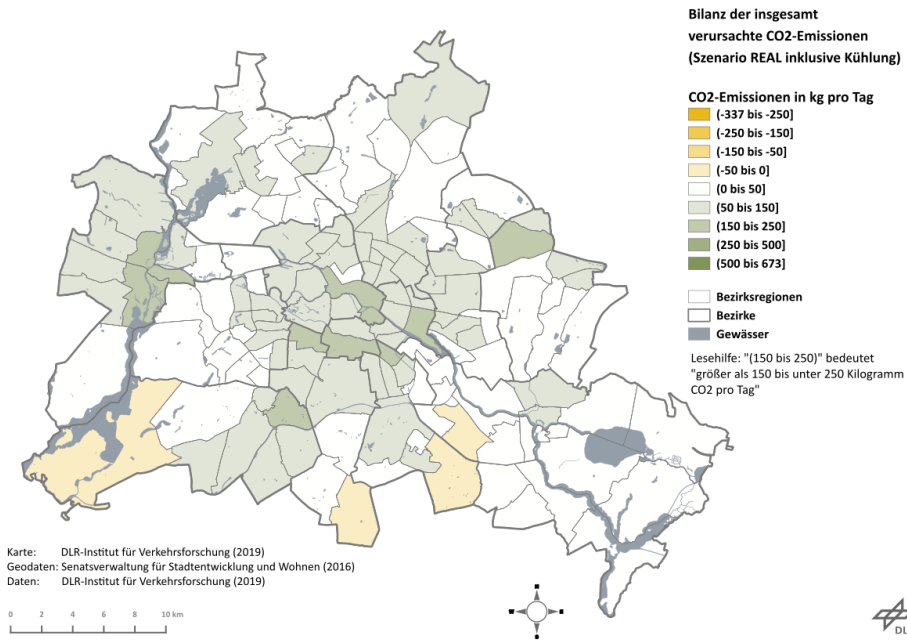 Bilanz der insgesamt
verursachte CO2-Emissionen
(Szenario REAL inklusive Kühlung)
CO2-Emissionen in kg pro Tag
(-337 bis -250]
(-250 bis -150]
(-150 bis -50]
(-50 bis 0]
(0 bis 50]
(50 bis 150]
(150 bis 250]
(250 bis 500]
(500 bis 673]
Bezirksregionen
Bezirke
Gewässer
Lesehilfe: "(150 bis 250)" bedeutet
"größer als 150 bis unter 250 Kilogramm
CO2 pro Tag"
Karte: DLR-Institut für Verkehrsforschung (2019)
Geodaten: Senatsverwaltung für Stadtentwicklung und Wohnen (2016)
Daten: DLR-Institut für Verkehrsforschung (2019)
0 2 4 6 8 10 km